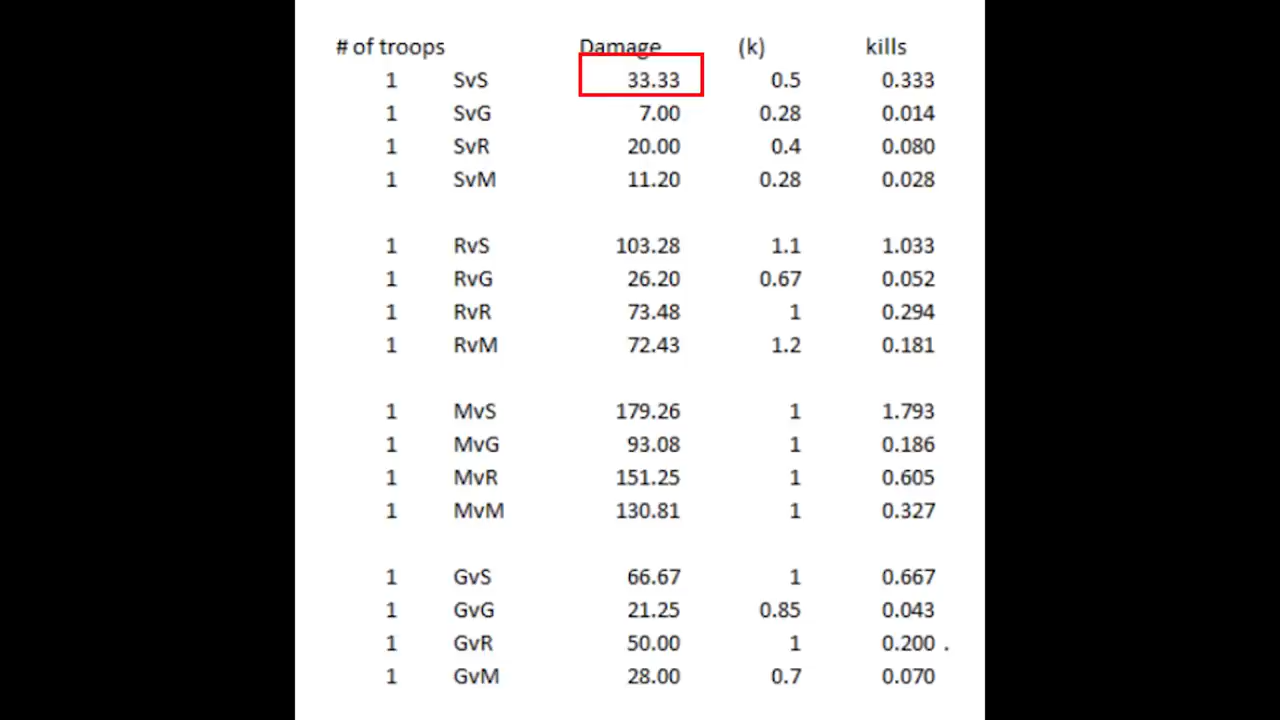 # of troops Damage (k) kills
1 SvS 33.33 0.5 0.333
1 SvG 7.00 0.28 0.014
1 SvR 20.00 0.4 0.080
1 SvM 11.20 0.28 0.028
1 RvS 103.28 1.1 1.033
1 RvG 26.20 0.67 0.052
1 RvR 73.48 1 0.294
1 RvM 72.43 1.2 0.181
1 MvS 179.26 1 1.793
1 MvG 93.08 1 0.186
1 MvR 151.25 1 0.605
1 MvM 130.81 1 0.327
1 GvS 66.67 1 0.667
1 GvG 21.25 0.85 0.043
1 GvR 50.00 1 0.200 .
1 GvM 28.00 0.7 0.070